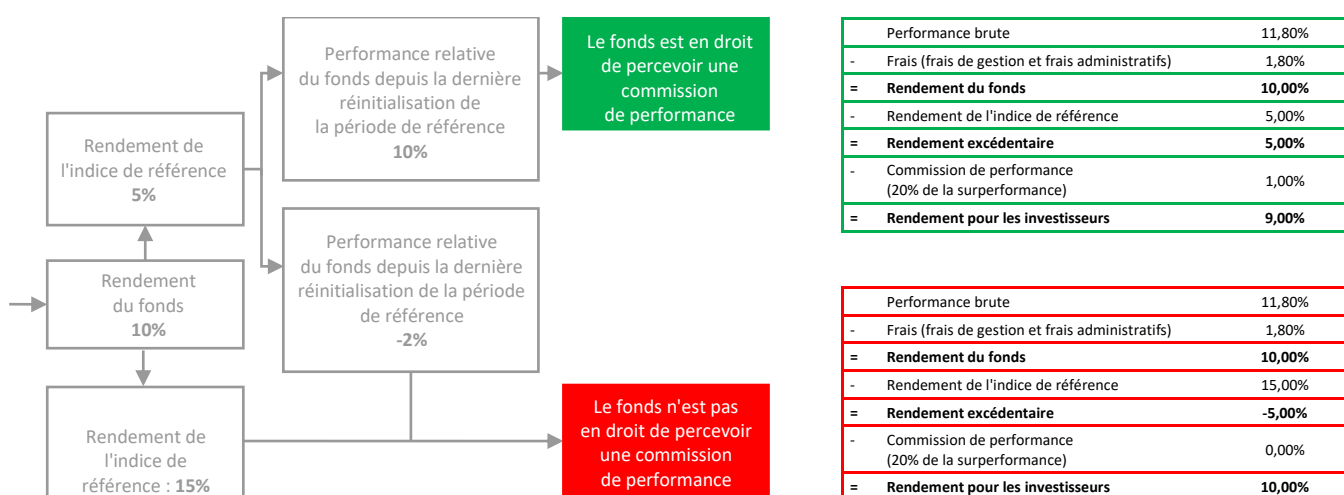 Rendement
du fonds
10%
Rendement de
l'indice de référence
5%
Rendement de
l'indice de
référence : 15%
Performance relative
du fonds depuis la dernière
réinitialisation de
la période de référence
10%
Performance relative
du fonds depuis la dernière
réinitialisation de la période
de référence
-2%
Le fonds est en droit
de percevoir une
commission
de performance
Le fonds n'est pas
en droit de percevoir
une commission
de performance
Performance brute 11,80%
- Frais (frais de gestion et frais administratifs) 1,80%
= Rendement du fonds 10,00%
- Rendement de l'indice de référence 5,00%
= Rendement excédentaire 5,00%
- Commission de performance
(20% de la surperformance) 1,00%
= Rendement pour les investisseurs 9,00%
Performance brute 11,80%
- Frais (frais de gestion et frais administratifs) 1,80%
= Rendement du fonds 10,00%
- Rendement de l'indice de référence 15,00%
= Rendement excédentaire -5,00%
- Commission de performance
(20% de la surperformance) 0,00%
= Rendement pour les investisseurs 10,00%